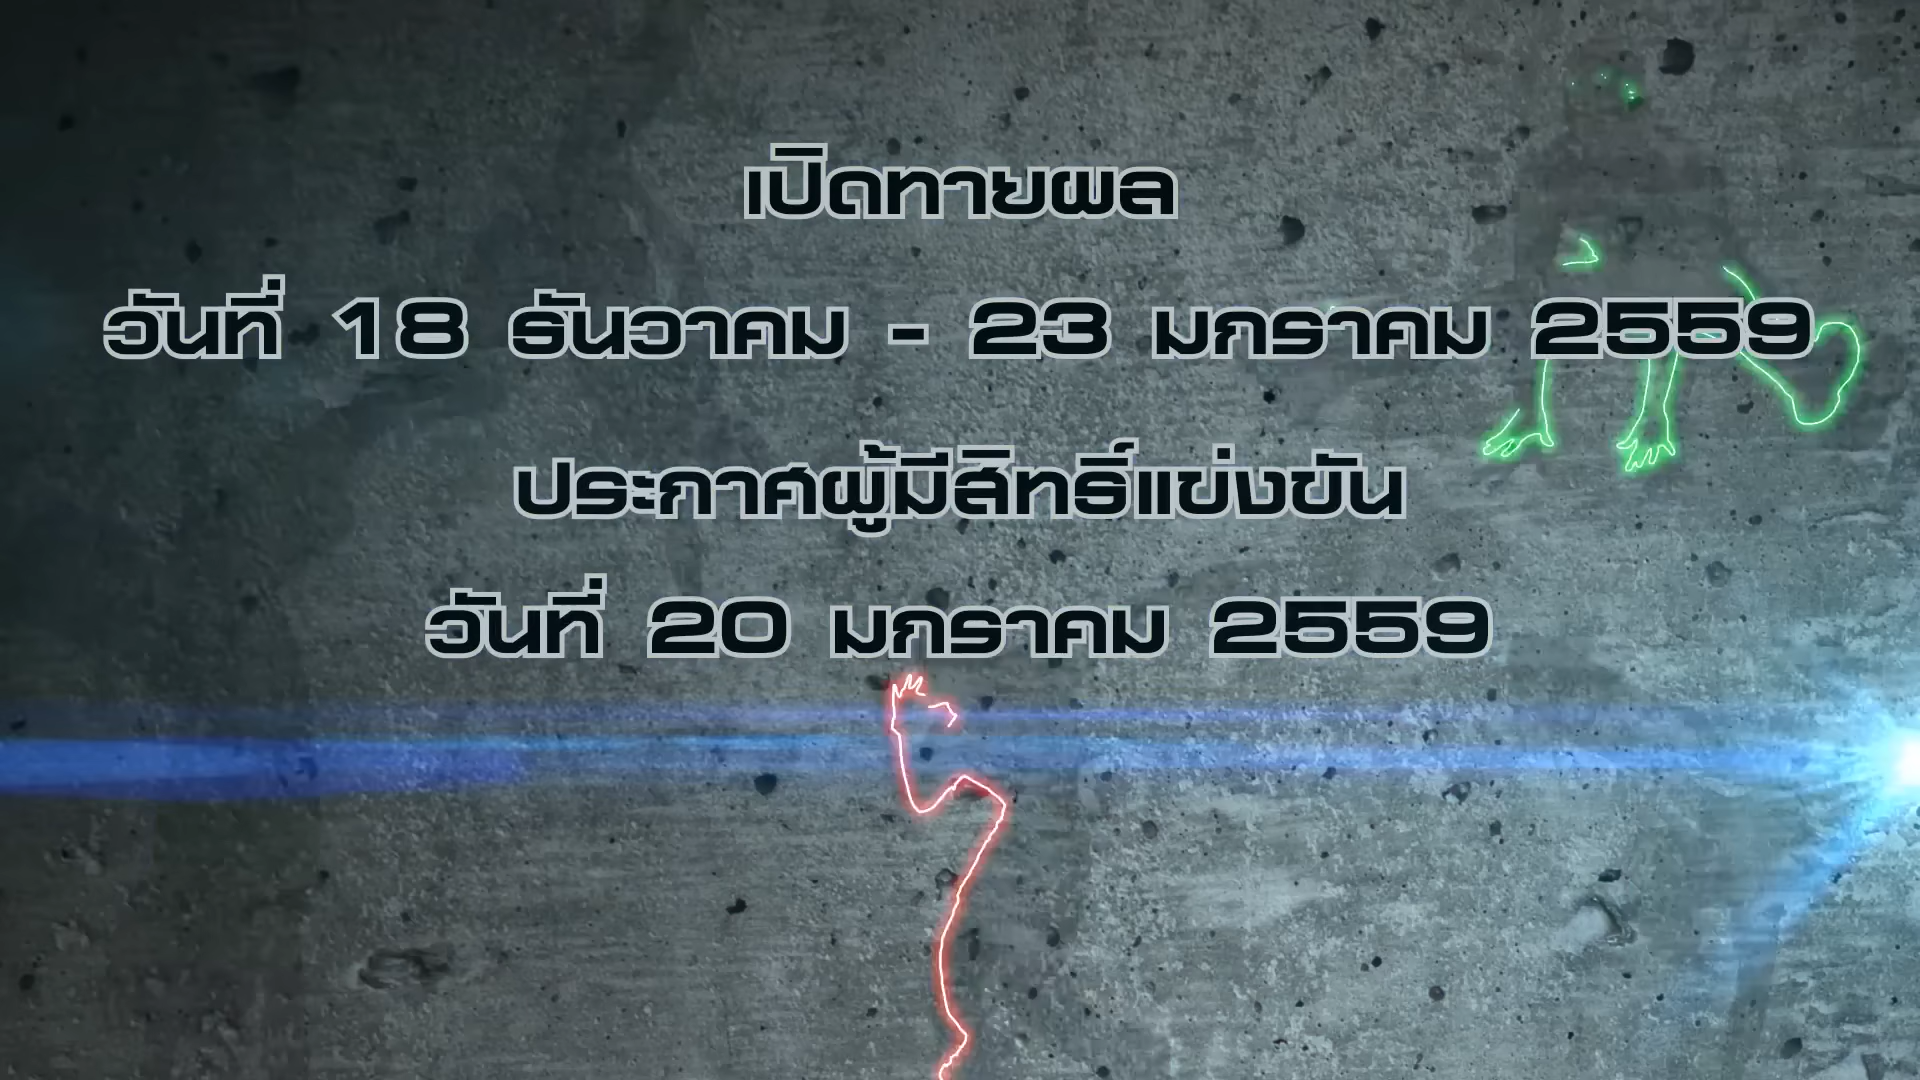 เปิดทายผล
วันที่ 18 ธันวาคม - 23 มกราคม 2559
ประกาศผู้มีสิทธิ์แข่งขัน
วันที่ 20 มกราคม 2559